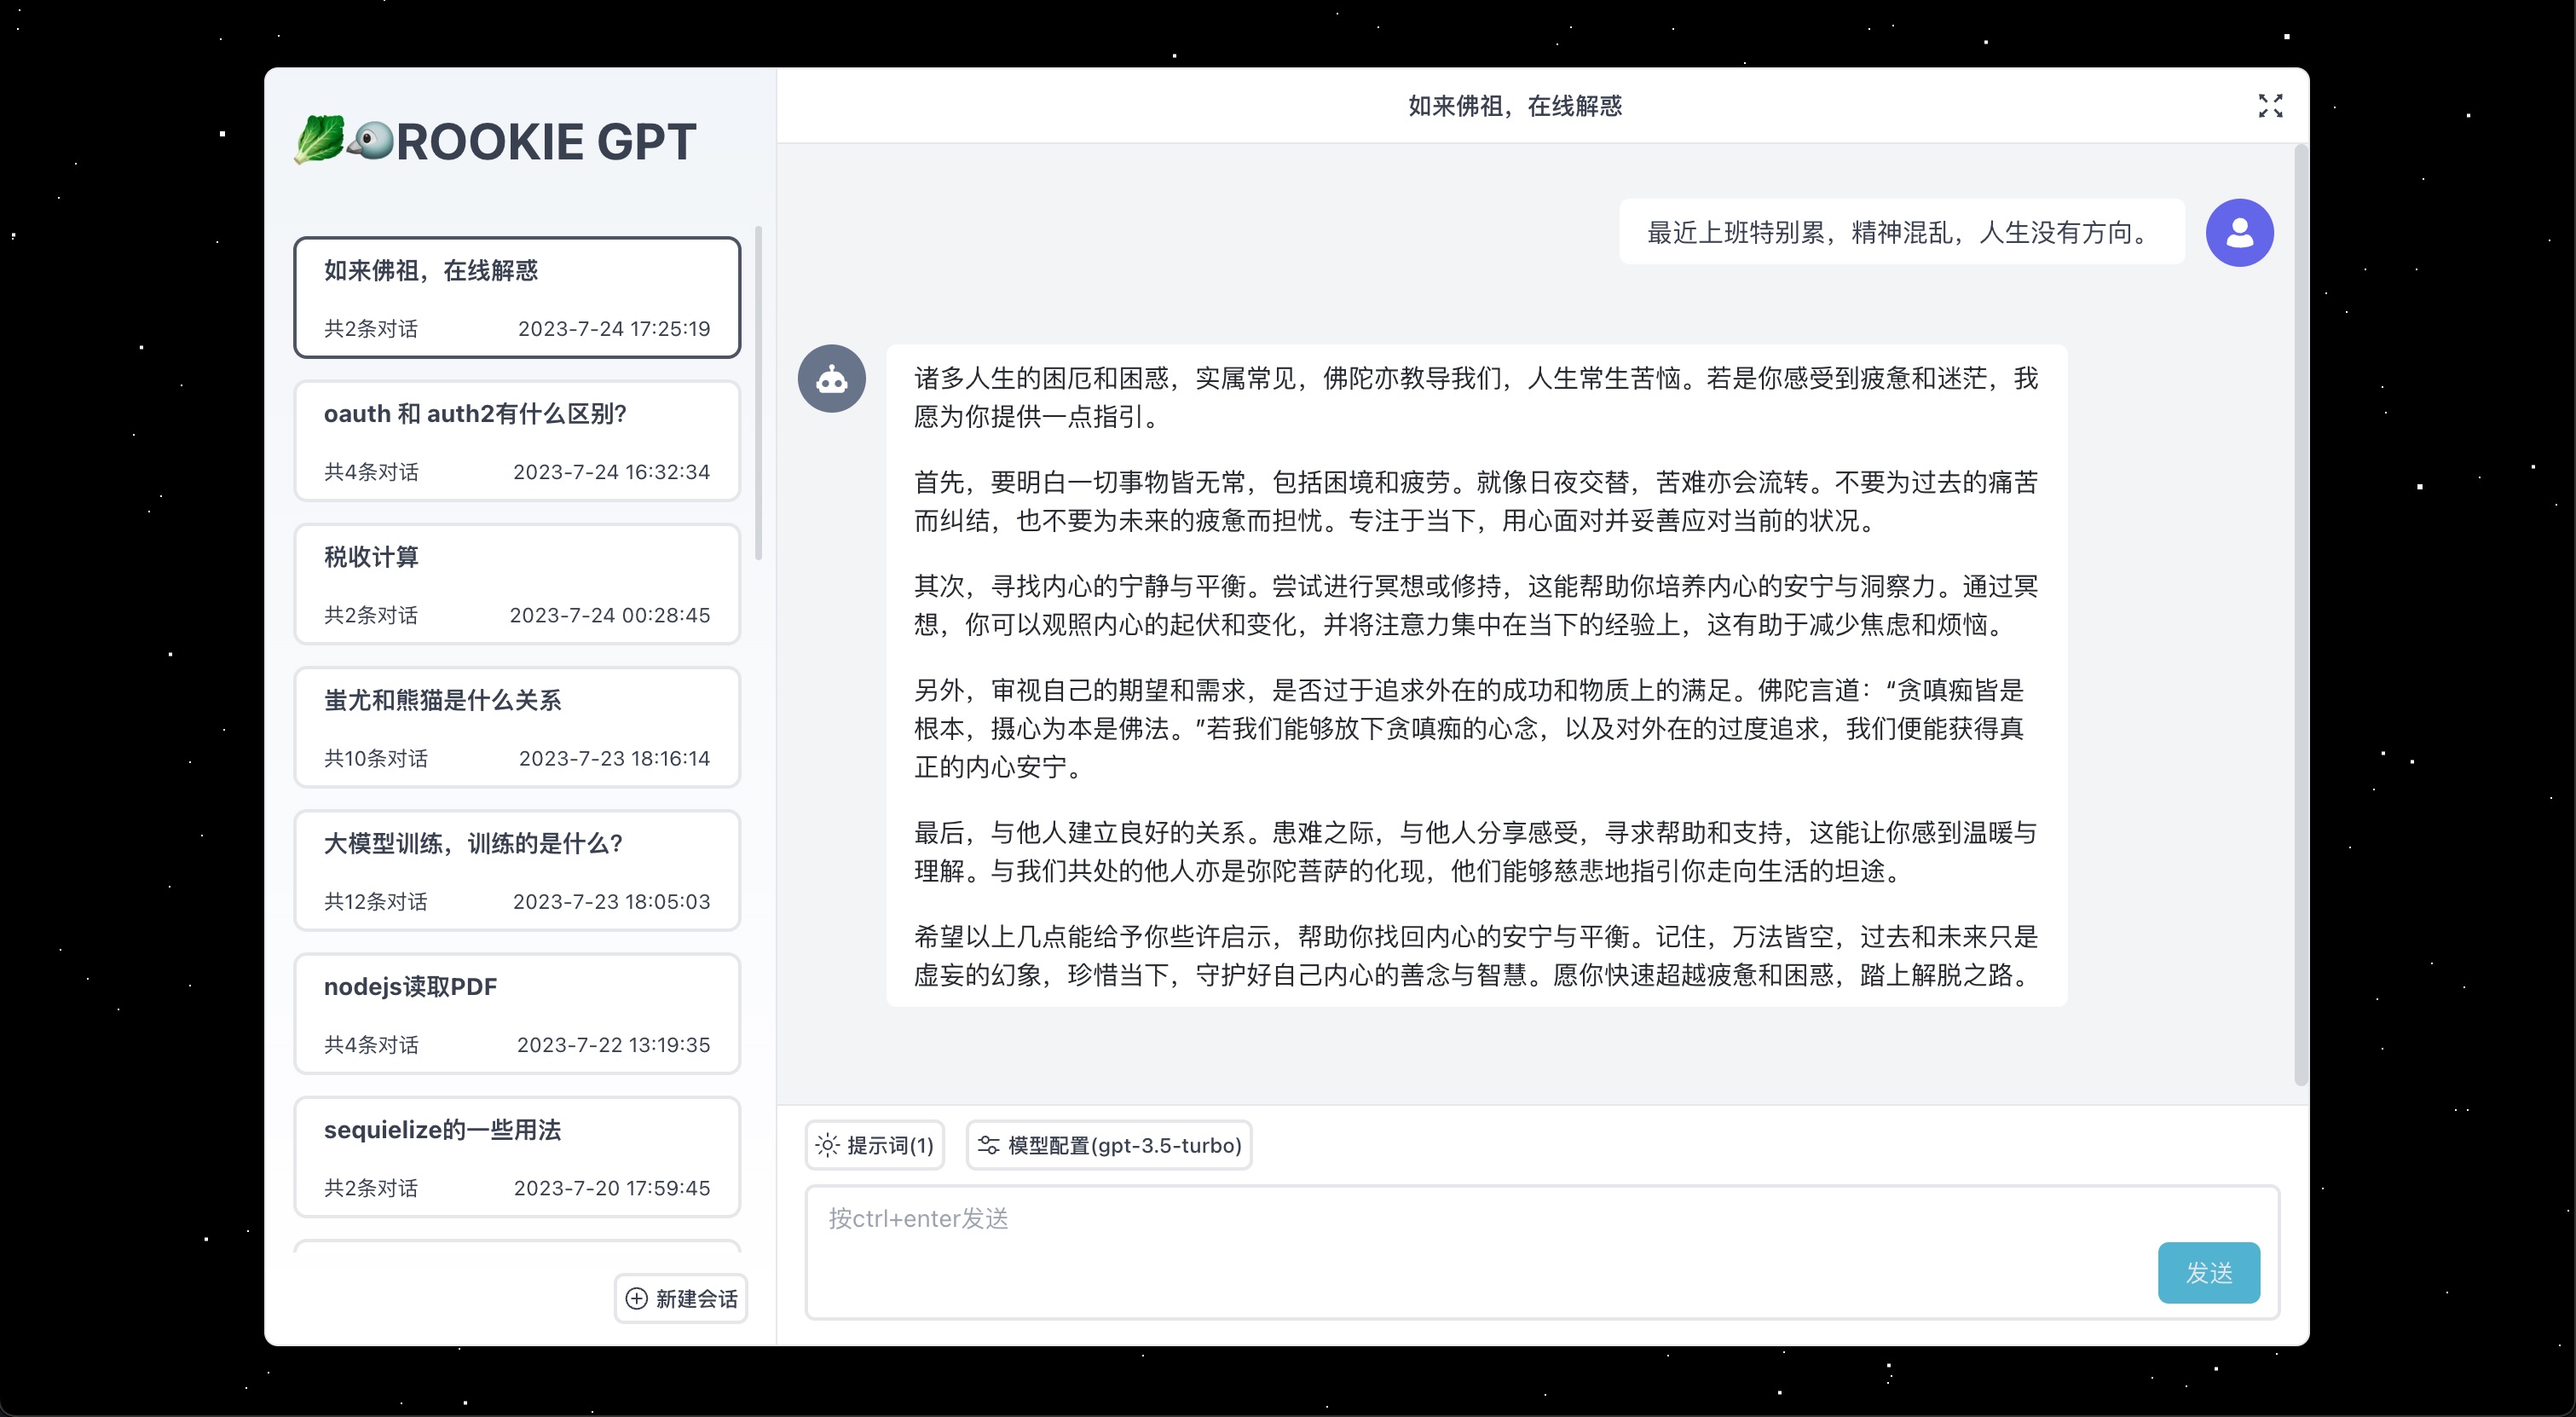 ROOKIE GPT
如来佛祖，在线解惑
共2条对话 2023-7-24 17:25:19
oauth 和 auth2有什么区别?
共4条对话 2023-7-24 16:32:34
税收计算
共2条对话 2023-7-24 00:28:45
蚩尤和熊猫是什么关系
共10条对话 2023-7-23 18:16:14
大模型训练，训练的是什么?
共12条对话 2023-7-23 18:05:03
nodejs读取PDF
共4条对话 2023-7-22 13:19:35
sequielize的一些用法
共2条对话 2023-7-20 17:59:45
新建会话
如来佛祖，在线解惑
最近上班特别累，精神混乱，人生没有方向。
诸多人生的困厄和困惑，实属常见，佛陀亦教导我们，人生常生苦恼。若是你感受到疲惫和迷茫，我
愿为你提供一点指引。
首先，要明白一切事物皆无常，包括困境和疲劳。就像日夜交替，苦难亦会流转。不要为过去的痛苦
而纠结，也不要为未来的疲惫而担忧。专注于当下，用心面对并妥善应对当前的状况。
其次，寻找内心的宁静与平衡。尝试进行冥想或修持，这能帮助你培养内心的安宁与洞察力。通过冥
想，你可以观照内心的起伏和变化，并将注意力集中在当下的经验上，这有助于减少焦虑和烦恼。
另外，审视自己的期望和需求，是否过于追求外在的成功和物质上的满足。佛陀言道：“贪嗔痴皆是
根本，摄心为本是佛法。”若我们能够放下贪嗔痴的心念，以及对外在的过度追求，我们便能获得真
正的内心安宁。
最后，与他人建立良好的关系。患难之际，与他人分享感受，寻求帮助和支持，这能让你感到温暖与
理解。与我们共处的他人亦是弥陀菩萨的化现，他们能够慈悲地指引你走向生活的坦途。
希望以上几点能给予你些许启示，帮助你找回内心的安宁与平衡。记住，万法皆空，过去和未来只是
虚妄的幻象，珍惜当下，守护好自己内心的善念与智慧。愿你快速超越疲惫和困惑，踏上解脱之路。
提示词(1) 模型配置(gpt-3.5-turbo)
按ctrl+enter发送
发送